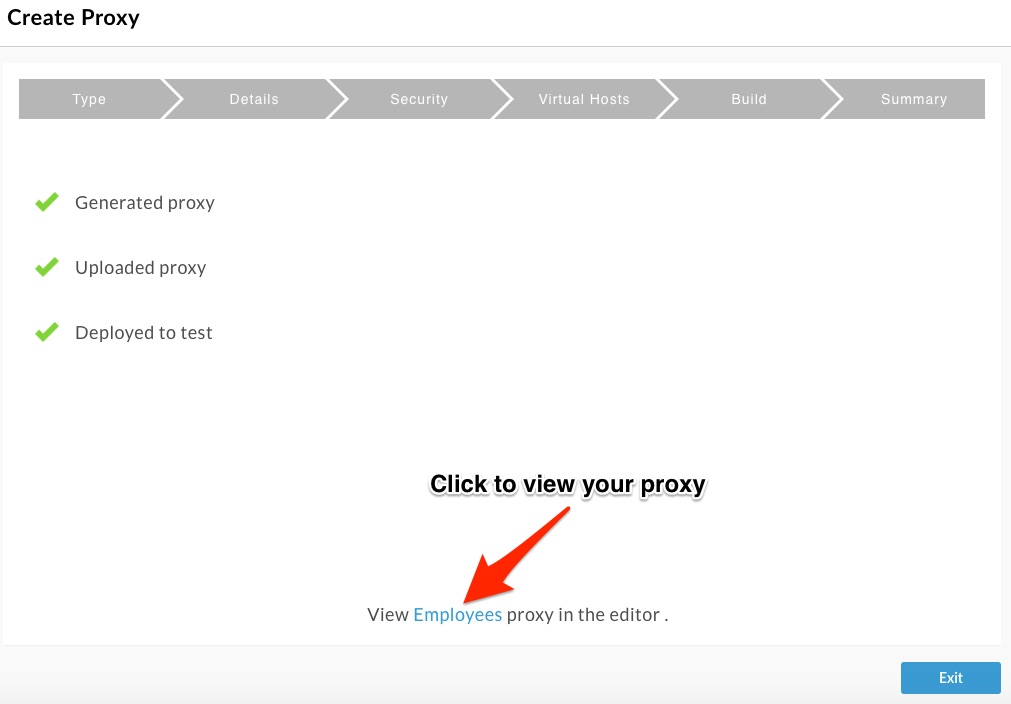 Create Proxy
Type Details Security Virtual Hosts Build Summary
Generated proxy
Uploaded proxy
Deployed to test
Click to view your proxy
View Employees proxy in the editor .
Exit